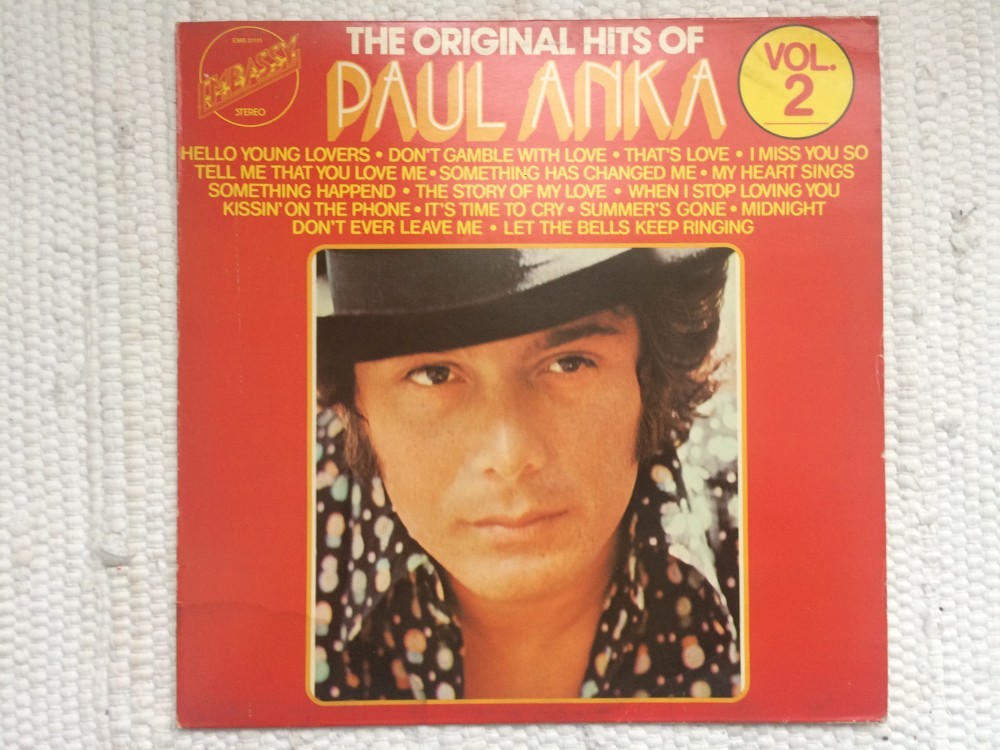 THE ORIGINAL HITS OF
PAUL ANKA
VOL.
2
EMBASSY
STEREO
HELLO YOUNG LOVERS • DON'T GAMBLE WITH LOVE • THAT'S LOVE • I MISS YOU SO
TELL ME THAT YOU LOVE ME • SOMETHING HAS CHANGED ME • MY HEART SINGS
SOMETHING HAPPEND • THE STORY OF MY LOVE • WHEN I STOP LOVING YOU
KISSIN' ON THE PHONE • IT'S TIME TO CRY • SUMMER'S GONE • MIDNIGHT
DON'T EVER LEAVE ME • LET THE BELLS KEEP RINGING